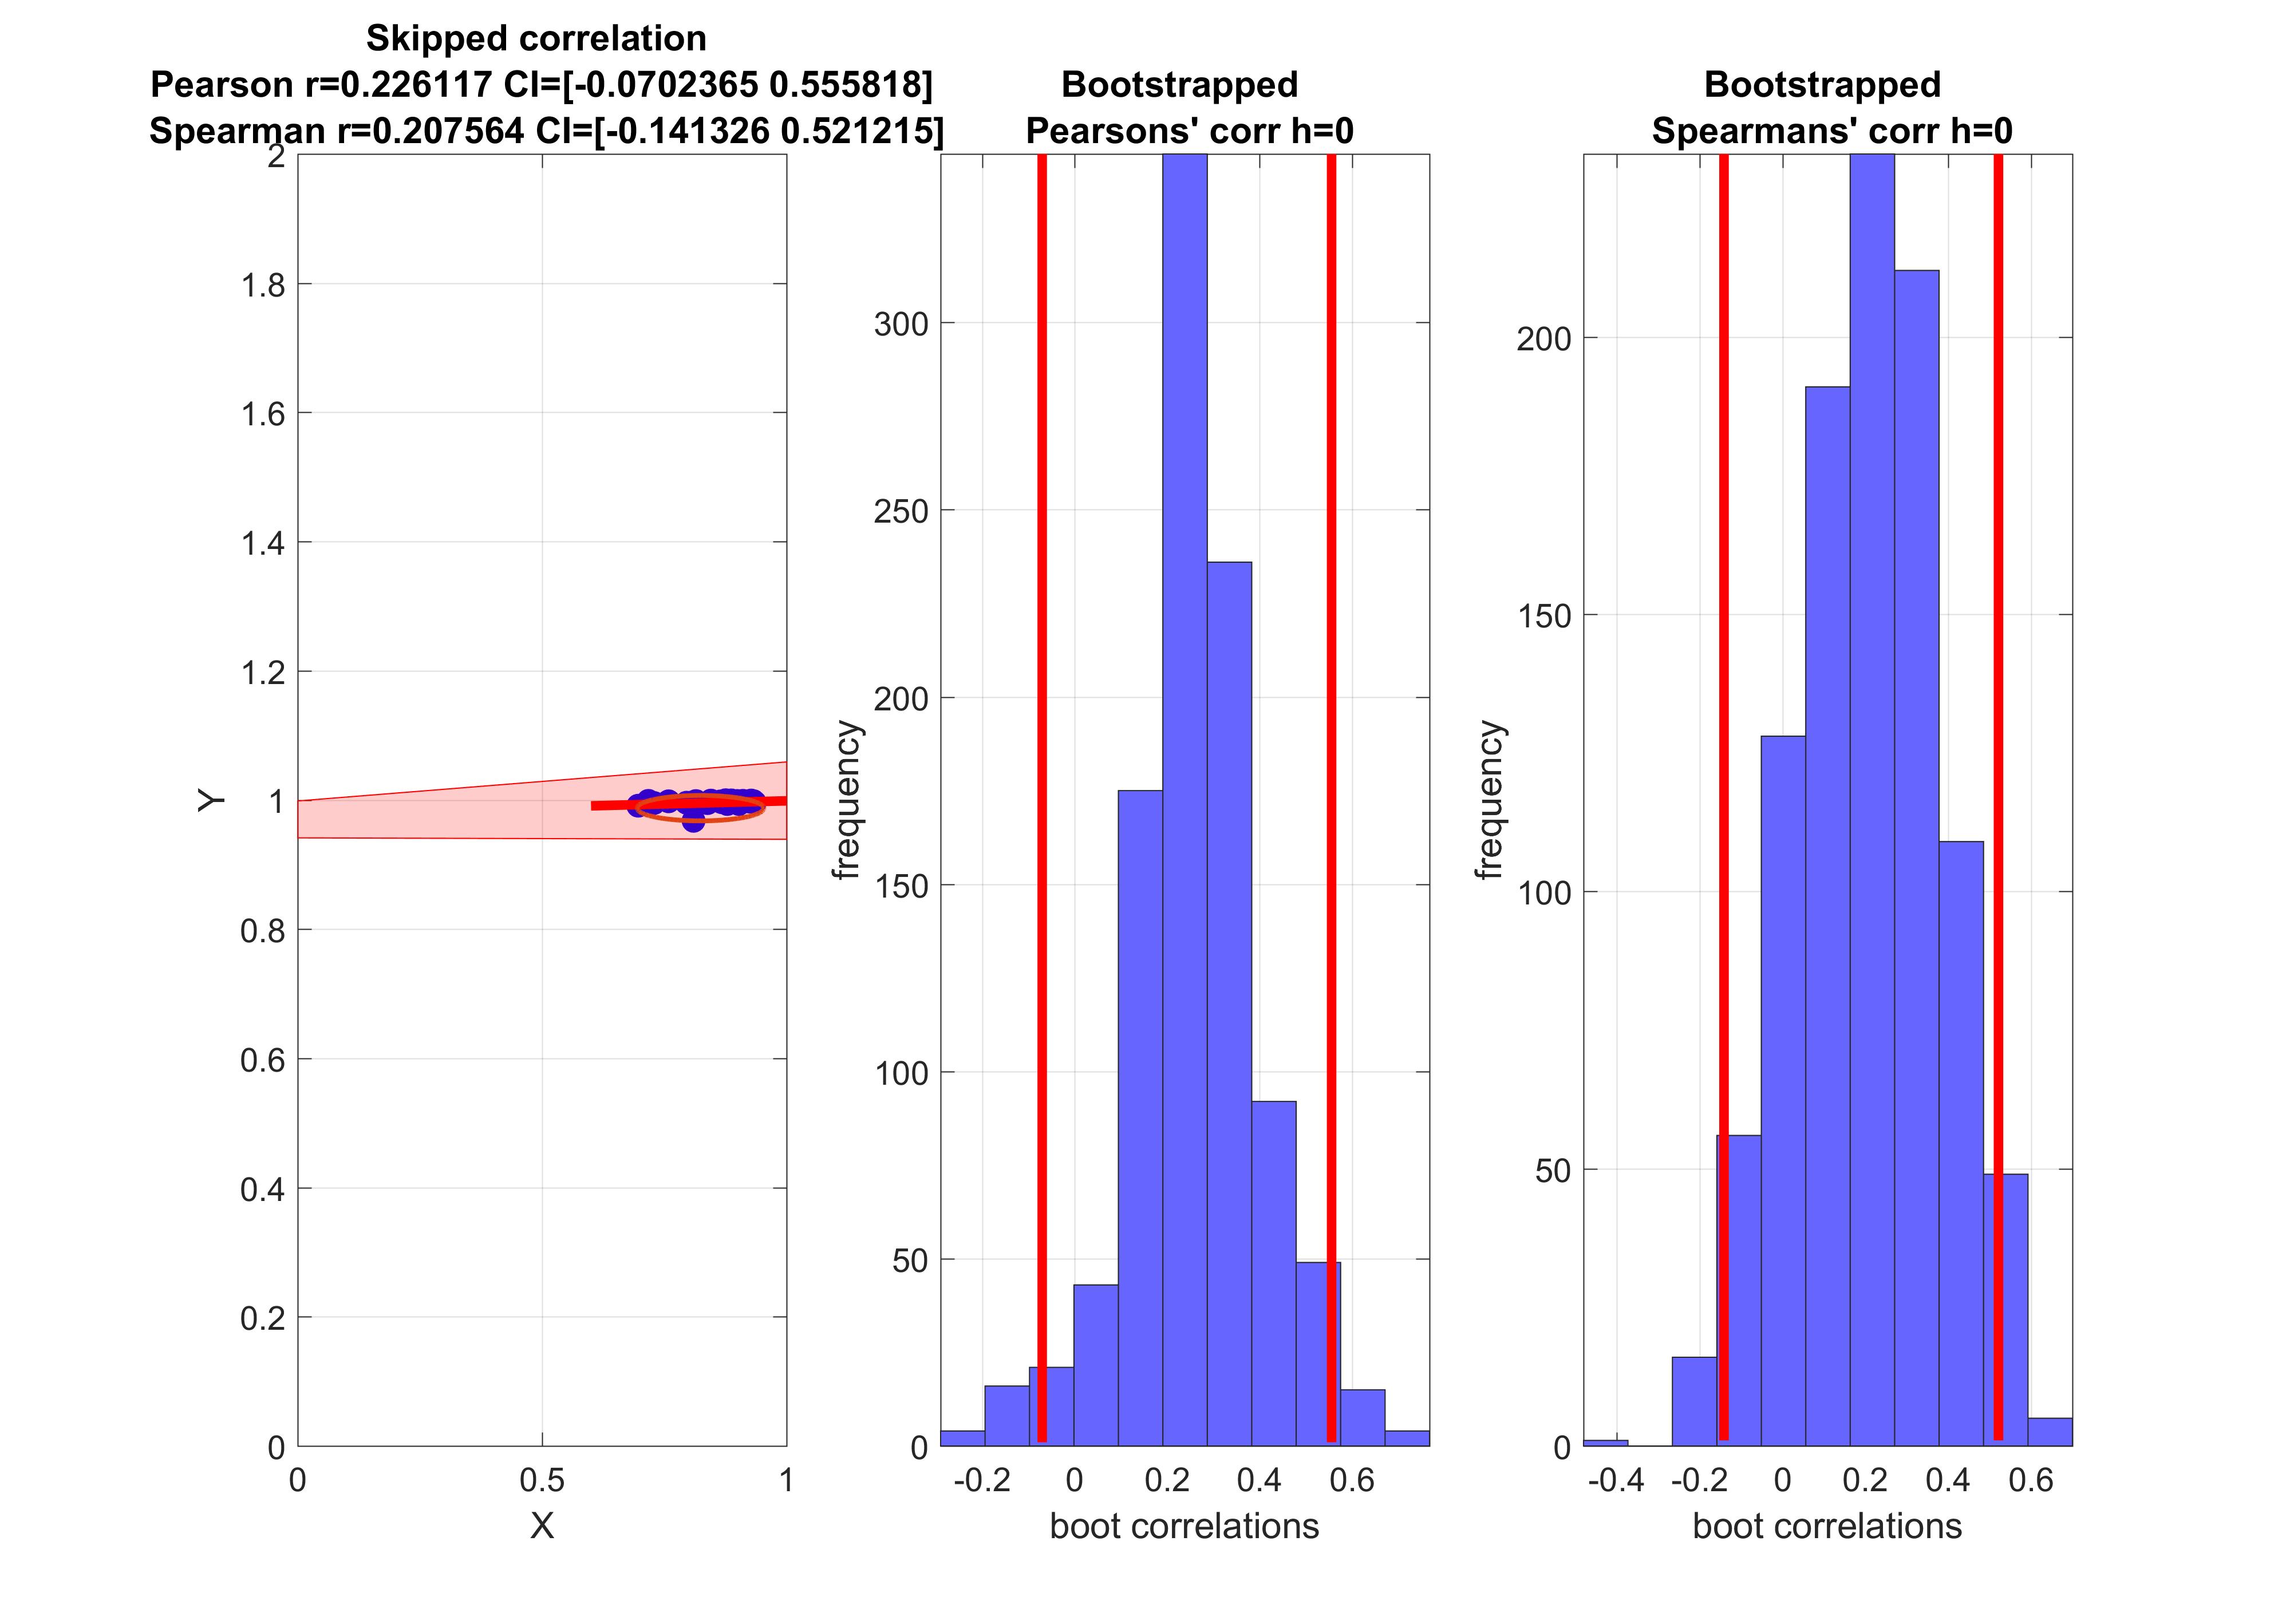 Skipped correlation
Pearson r=0.226117 CI=[-0.0702365 0.555818]
Spearman r=0.207564 CI=[-0.141326 0.521215]
2
1.8
1.6
1.4
1.2
1
0.8
0.6
0.4
0.2
0
Y
0 0.5 1
X
Bootstrapped
Pearsons' corr h=0
300
250
200
150
100
50
0
frequency
-0.2 0 0.2 0.4 0.6
boot correlations
Bootstrapped
Spearmans' corr h=0
200
150
100
50
0
frequency
-0.4 -0.2 0 0.2 0.4 0.6
boot correlations